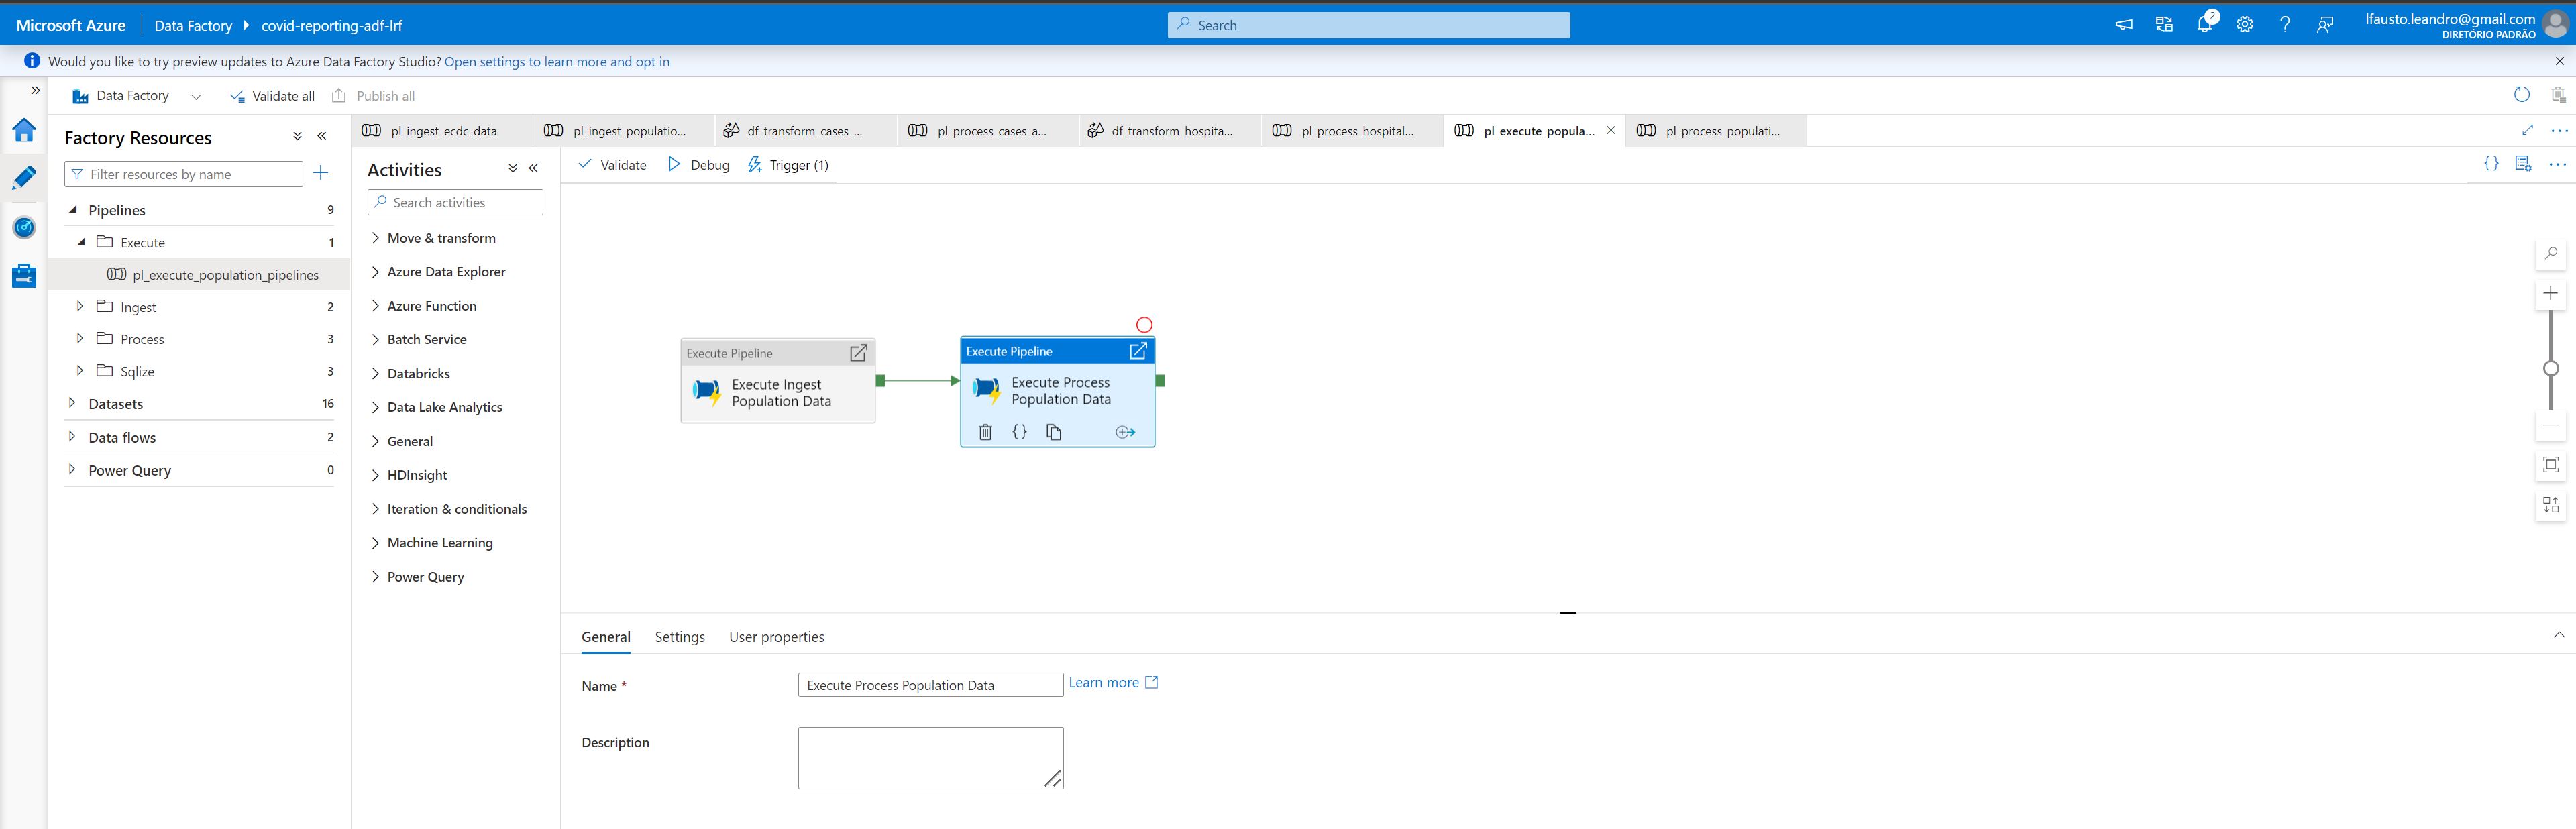 Microsoft Azure
Data Factory
covid-reporting-adf-lrf
Search
2
lfausto.leandro@gmail.com
DIRETÓRIO PADRÃO
Would you like to try preview updates to Azure Data Factory Studio? Open settings to learn more and opt in
Data Factory
Validate all
Publish all
Factory Resources
Filter resources by name
Pipelines 9
Execute 1
pl_execute_population_pipelines
Ingest 2
Process 3
Sqlize 3
Datasets 16
Data flows 2
Power Query 0
pl_ingest_ecdc_data
pl_ingest_populatio...
df_transform_cases_...
pl_process_cases_a...
df_transform_hospita...
pl_process_hospital...
pl_execute_popula...
pl_process_populati...
Activities
Search activities
Move & transform
Azure Data Explorer
Azure Function
Batch Service
Databricks
Data Lake Analytics
General
HDInsight
Iteration & conditionals
Machine Learning
Power Query
Validate
Debug
Trigger (1)
Execute Pipeline
Execute Ingest
Population Data
Execute Pipeline
Execute Process
Population Data
General
Settings
User properties
Name *
Execute Process Population Data
Learn more
Description